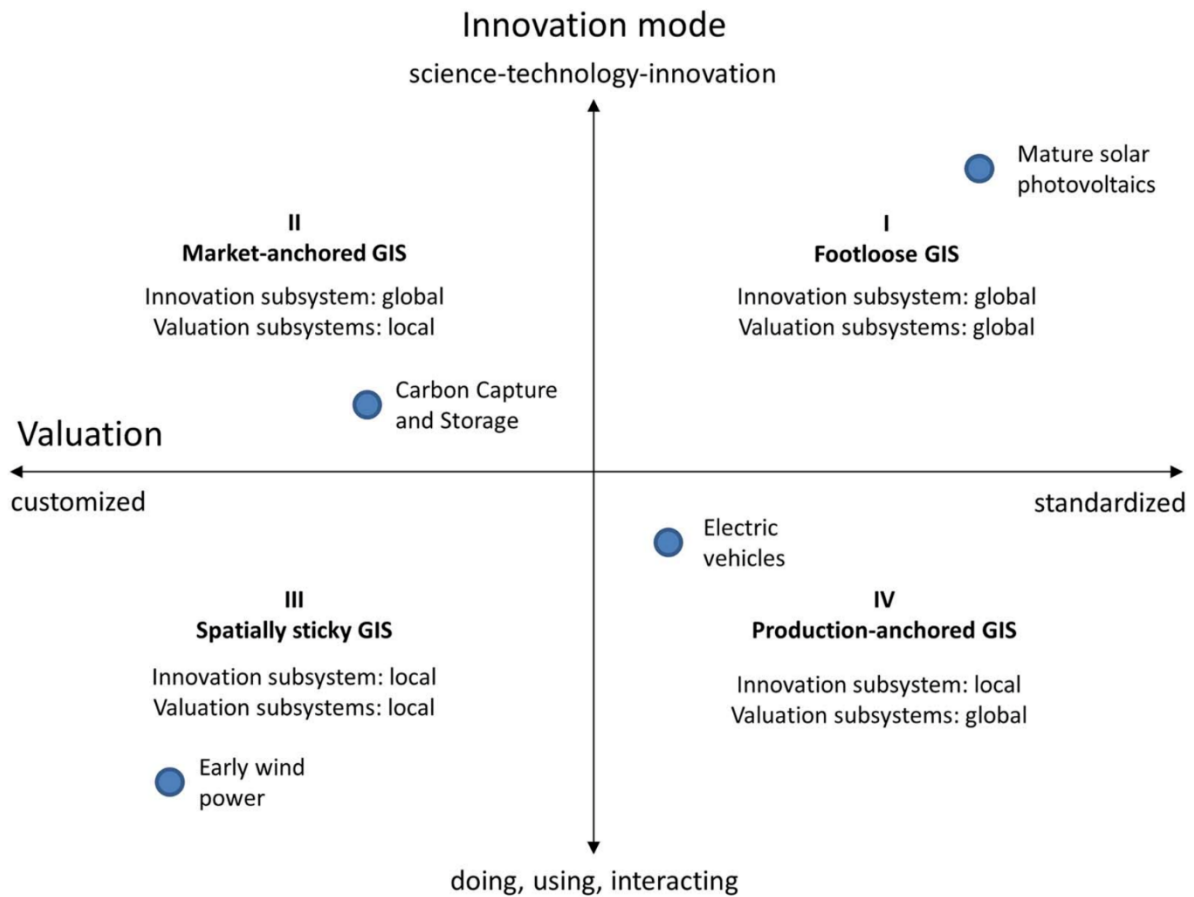 Innovation mode
science-technology-innovation
Mature solar
photovoltaics
II
Market-anchored GIS
Innovation subsystem: global
Valuation subsystems: local
I
Footloose GIS
Innovation subsystem: global
Valuation subsystems: global
Carbon Capture
and Storage
Valuation
customized
standardized
Electric
vehicles
III
Spatially sticky GIS
Innovation subsystem: local
Valuation subsystems: local
IV
Production-anchored GIS
Innovation subsystem: local
Valuation subsystems: global
Early wind
power
doing, using, interacting